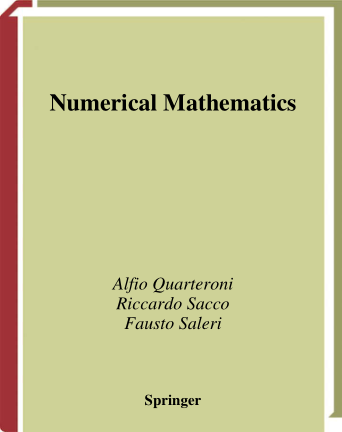 Numerical Mathematics
Alfio Quarteroni
Riccardo Sacco
Fausto Saleri
Springer